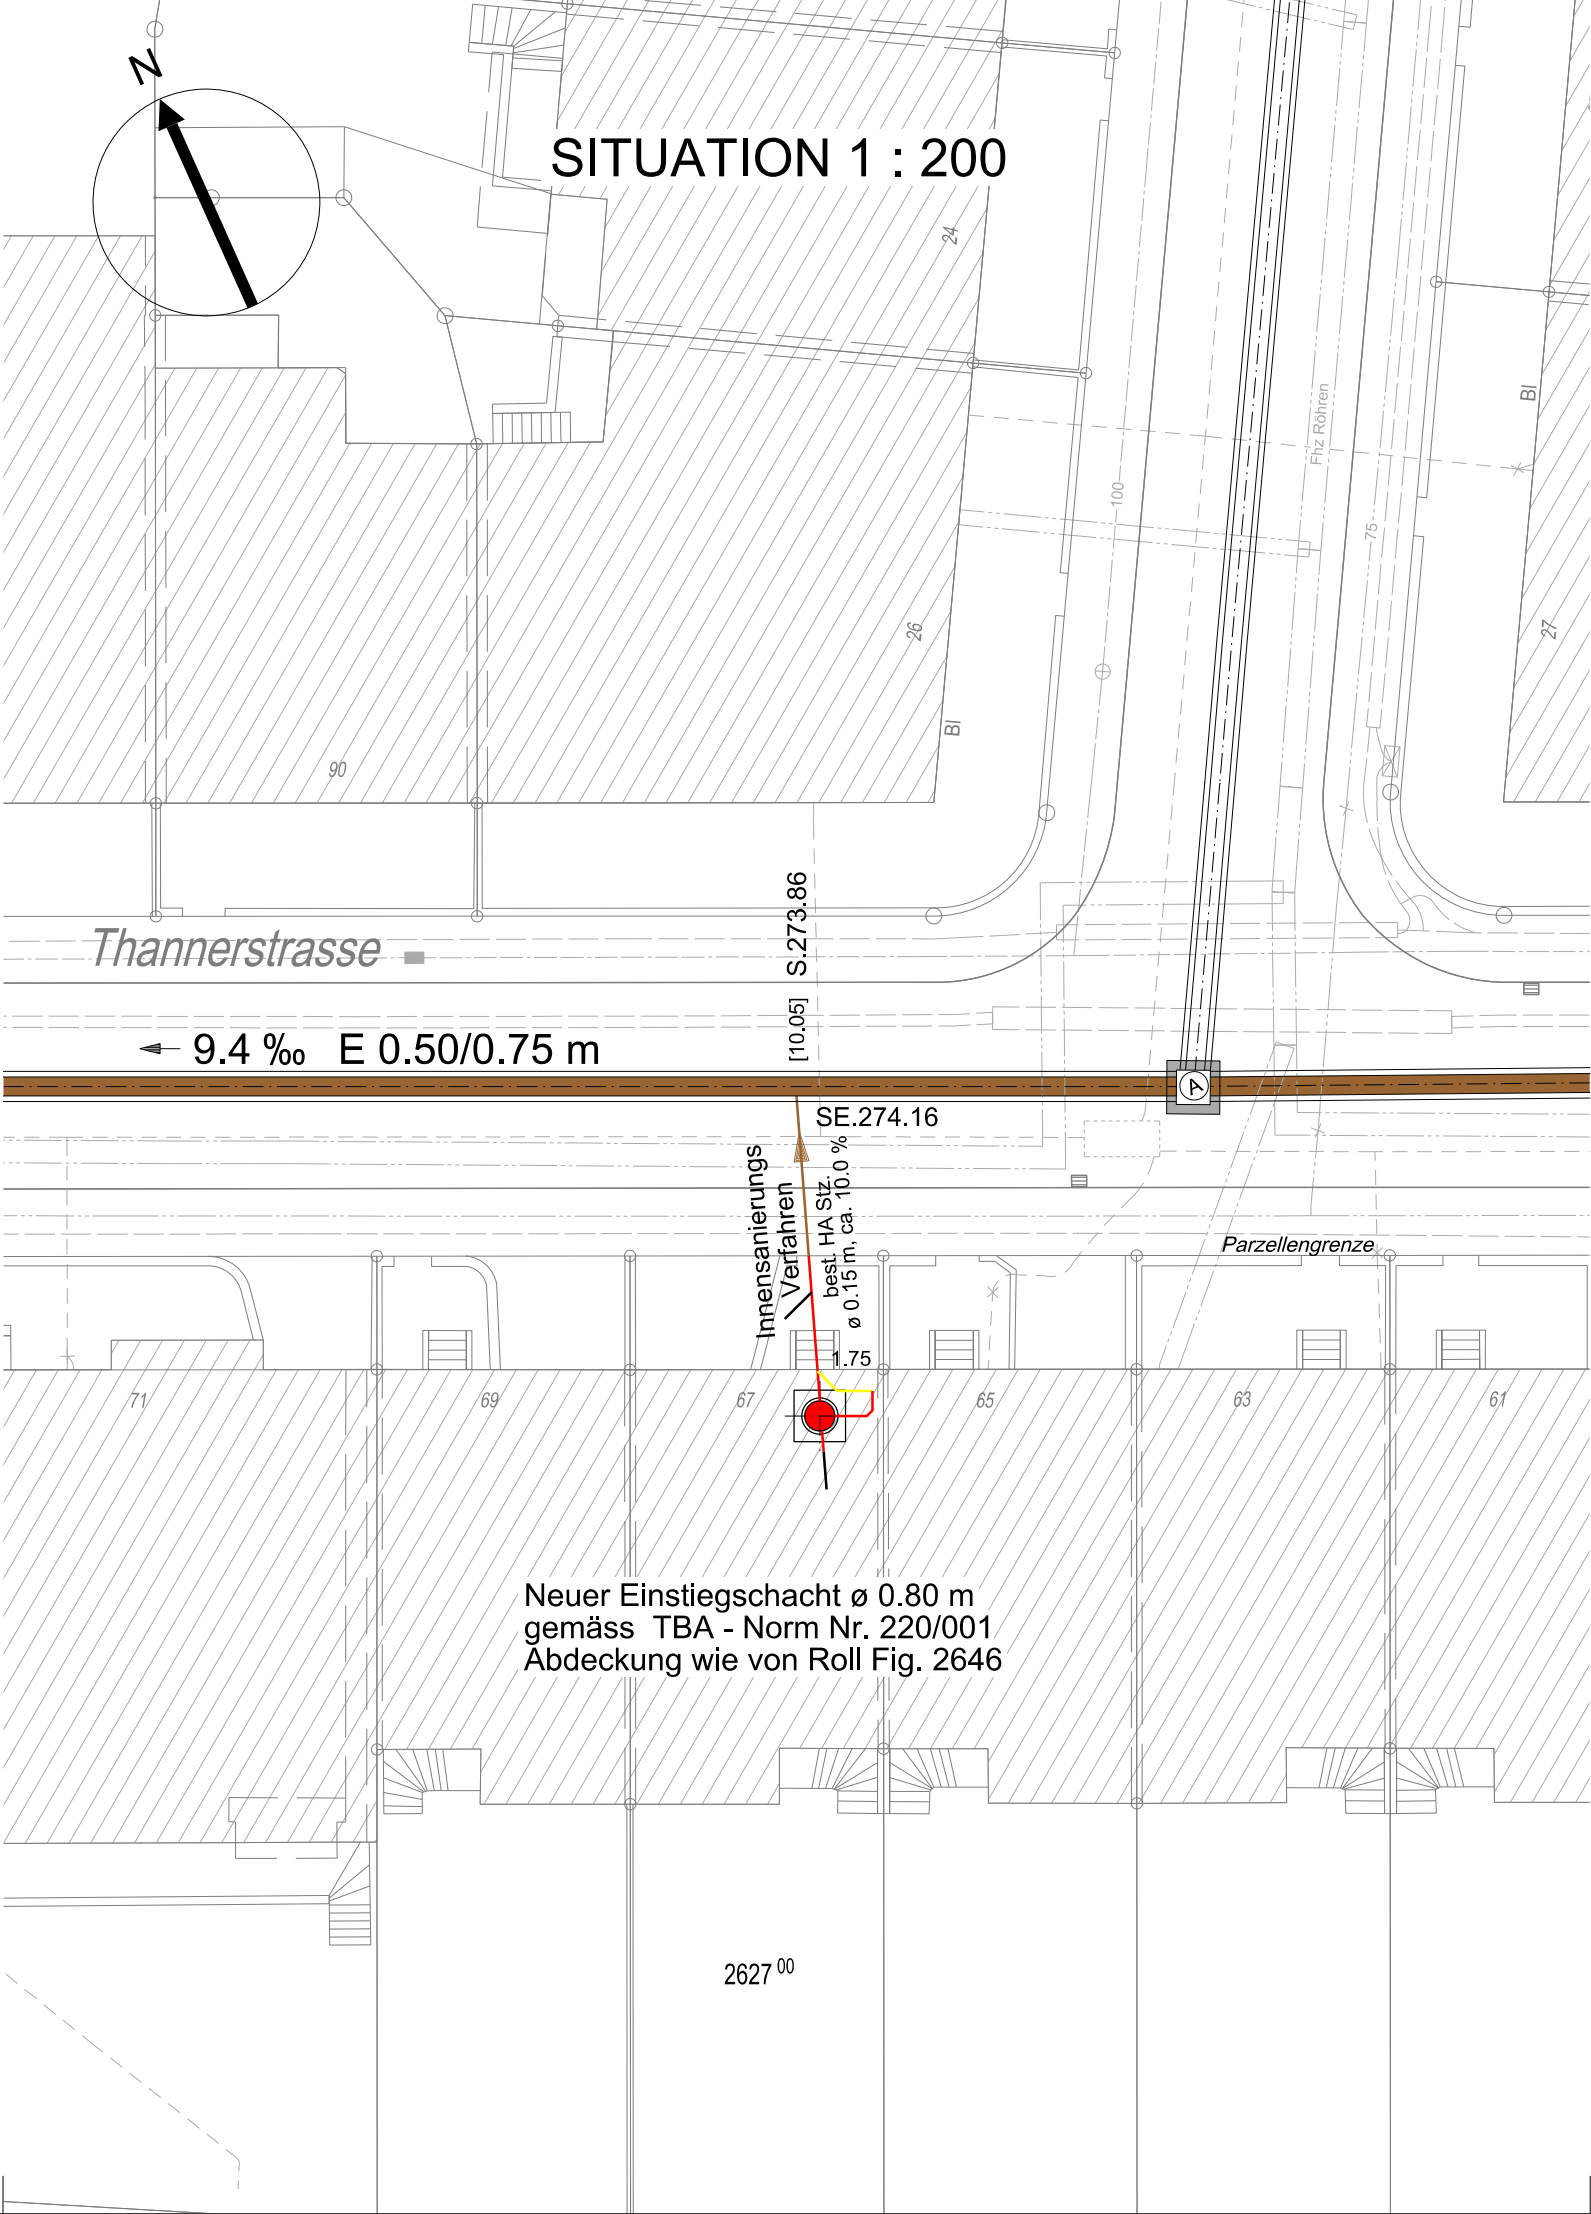 N
SITUATION 1 : 200
24
Bl
Fhz Röhren
100
75
26
27
Bl
90
Thannerstrasse
[10.05] S.273.86
9.4 ‰ E 0.50/0.75 m
A
SE.274.16
Innensanierungs
Verfahren
best. HA Stz.
ø 0.15 m, ca. 10.0 %
Parzellengrenze
1.75
71
69
67
65
63
61
Neuer Einstiegschacht ø 0.80 m
gemäss TBA - Norm Nr. 220/001
Abdeckung wie von Roll Fig. 2646
2627 00